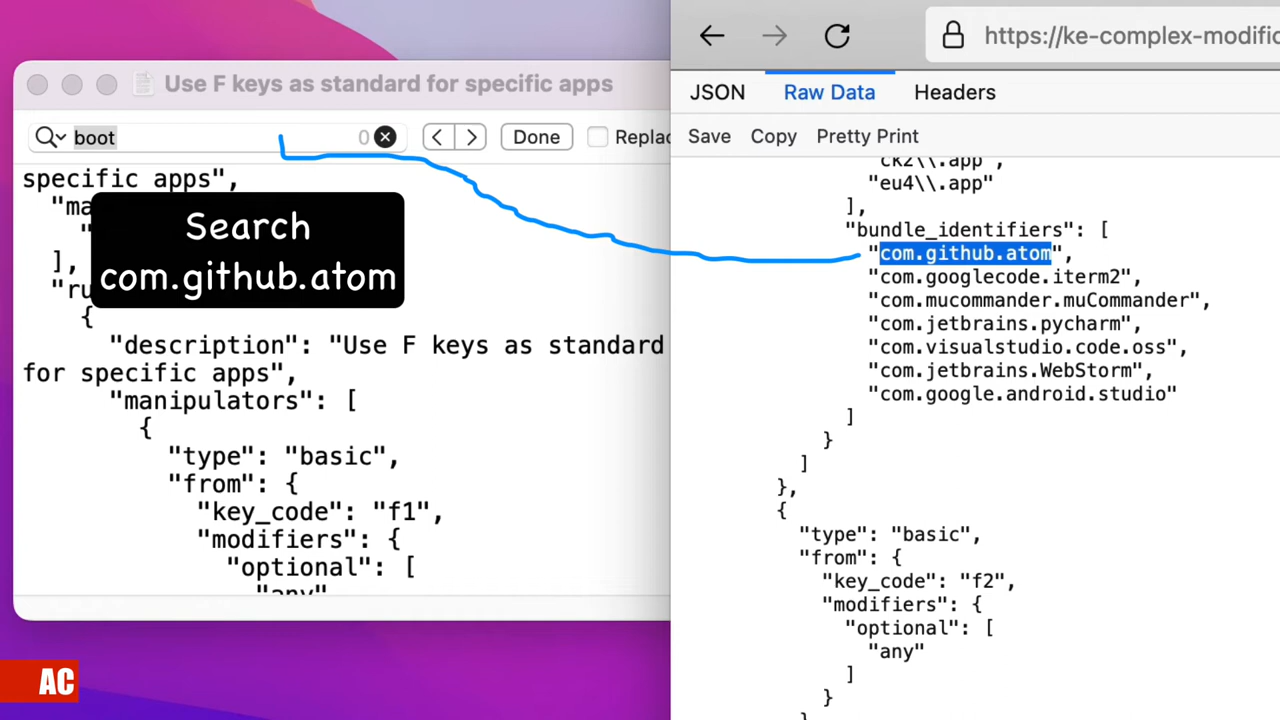 Use F keys as standard for specific apps
boot
0
Done
Replac
specific apps",
"ma
Search
com.github.atom
],
"ru
{
"description": "Use F keys as standard
for specific apps",
"manipulators": [
{
"type": "basic",
"from": {
"key_code": "f1",
"modifiers": {
"optional": [
"any"
AC
https://ke-complex-modific
JSON
Raw Data
Headers
Save
Copy
Pretty Print
ck2\\.app",
"eu4\\.app"
],
"bundle_identifiers": [
"com.github.atom",
"com.googlecode.iterm2",
"com.mucommander.muCommander",
"com.jetbrains.pycharm",
"com.visualstudio.code.oss",
"com.jetbrains.WebStorm",
"com.google.android.studio"
]
}
]
},
{
"type": "basic",
"from": {
"key_code": "f2",
"modifiers": {
"optional": [
"any"
]
}